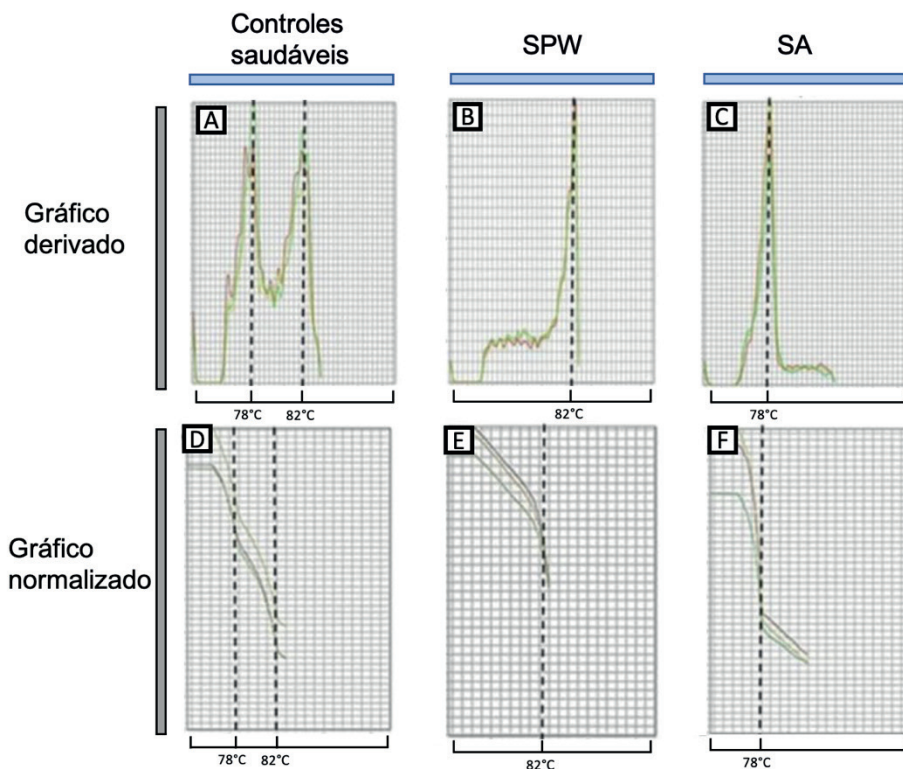 Controles
saudáveis
SPW
SA
A
B
C
Gráfico
derivado
78°C
82°C
82°C
78°C
D
E
F
Gráfico
normalizado
78°C
82°C
82°C
78°C